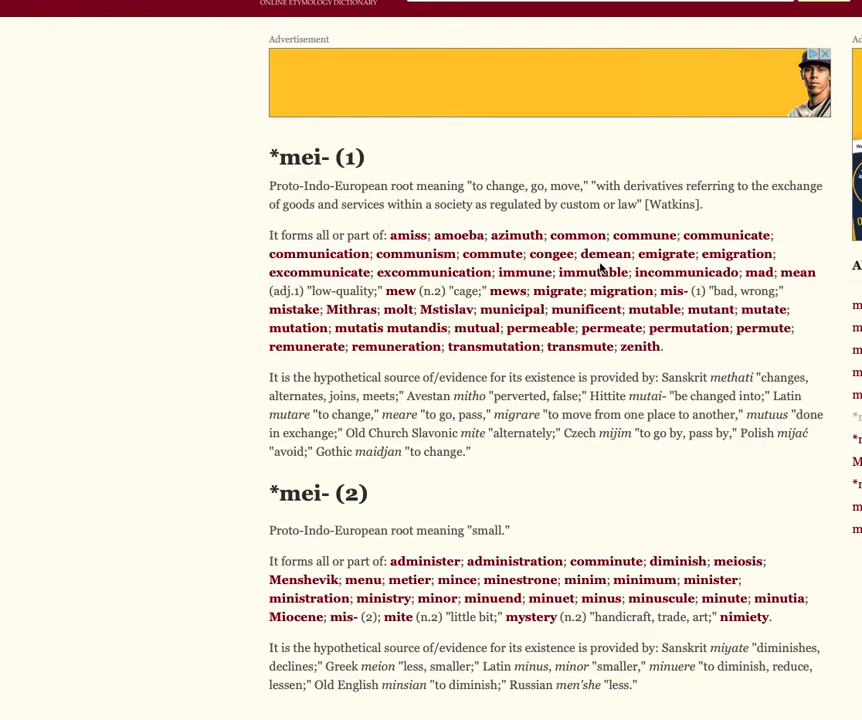 ONLINE ETYMOLOGY DICTIONARY
Advertisement
Ad
*mei- (1)
Proto-Indo-European root meaning "to change, go, move," "with derivatives referring to the exchange
of goods and services within a society as regulated by custom or law" [Watkins].
It forms all or part of: amiss; amoeba; azimuth; common; commune; communicate;
communication; communism; commute; congee; demean; emigrate; emigration;
excommunicate; excommunication; immune; immutable; incommunicado; mad; mean
(adj.1) "low-quality;" mew (n.2) "cage;" mews; migrate; migration; mis- (1) "bad, wrong;"
mistake; Mithras; molt; Mstislav; municipal; munificent; mutable; mutant; mutate;
mutation; mutatis mutandis; mutual; permeable; permeate; permutation; permute;
remunerate; remuneration; transmutation; transmute; zenith.
It is the hypothetical source of/evidence for its existence is provided by: Sanskrit methati "changes,
alternates, joins, meets;" Avestan mitho "perverted, false;" Hittite mutai- "be changed into;" Latin
mutare "to change," meare "to go, pass," migrare "to move from one place to another," mutuus "done
in exchange;" Old Church Slavonic mite "alternately;" Czech mijim "to go by, pass by," Polish mijać
"avoid;" Gothic maidjan "to change."
*mei- (2)
Proto-Indo-European root meaning "small."
It forms all or part of: administer; administration; comminute; diminish; meiosis;
Menshevik; menu; metier; mince; minestrone; minim; minimum; minister;
ministration; ministry; minor; minuend; minuet; minus; minuscule; minute; minutia;
Miocene; mis- (2); mite (n.2) "little bit;" mystery (n.2) "handicraft, trade, art;" nimiety.
It is the hypothetical source of/evidence for its existence is provided by: Sanskrit miyate "diminishes,
declines;" Greek meion "less, smaller;" Latin minus, minor "smaller," minuere "to diminish, reduce,
lessen;" Old English minsian "to diminish;" Russian men'she "less."